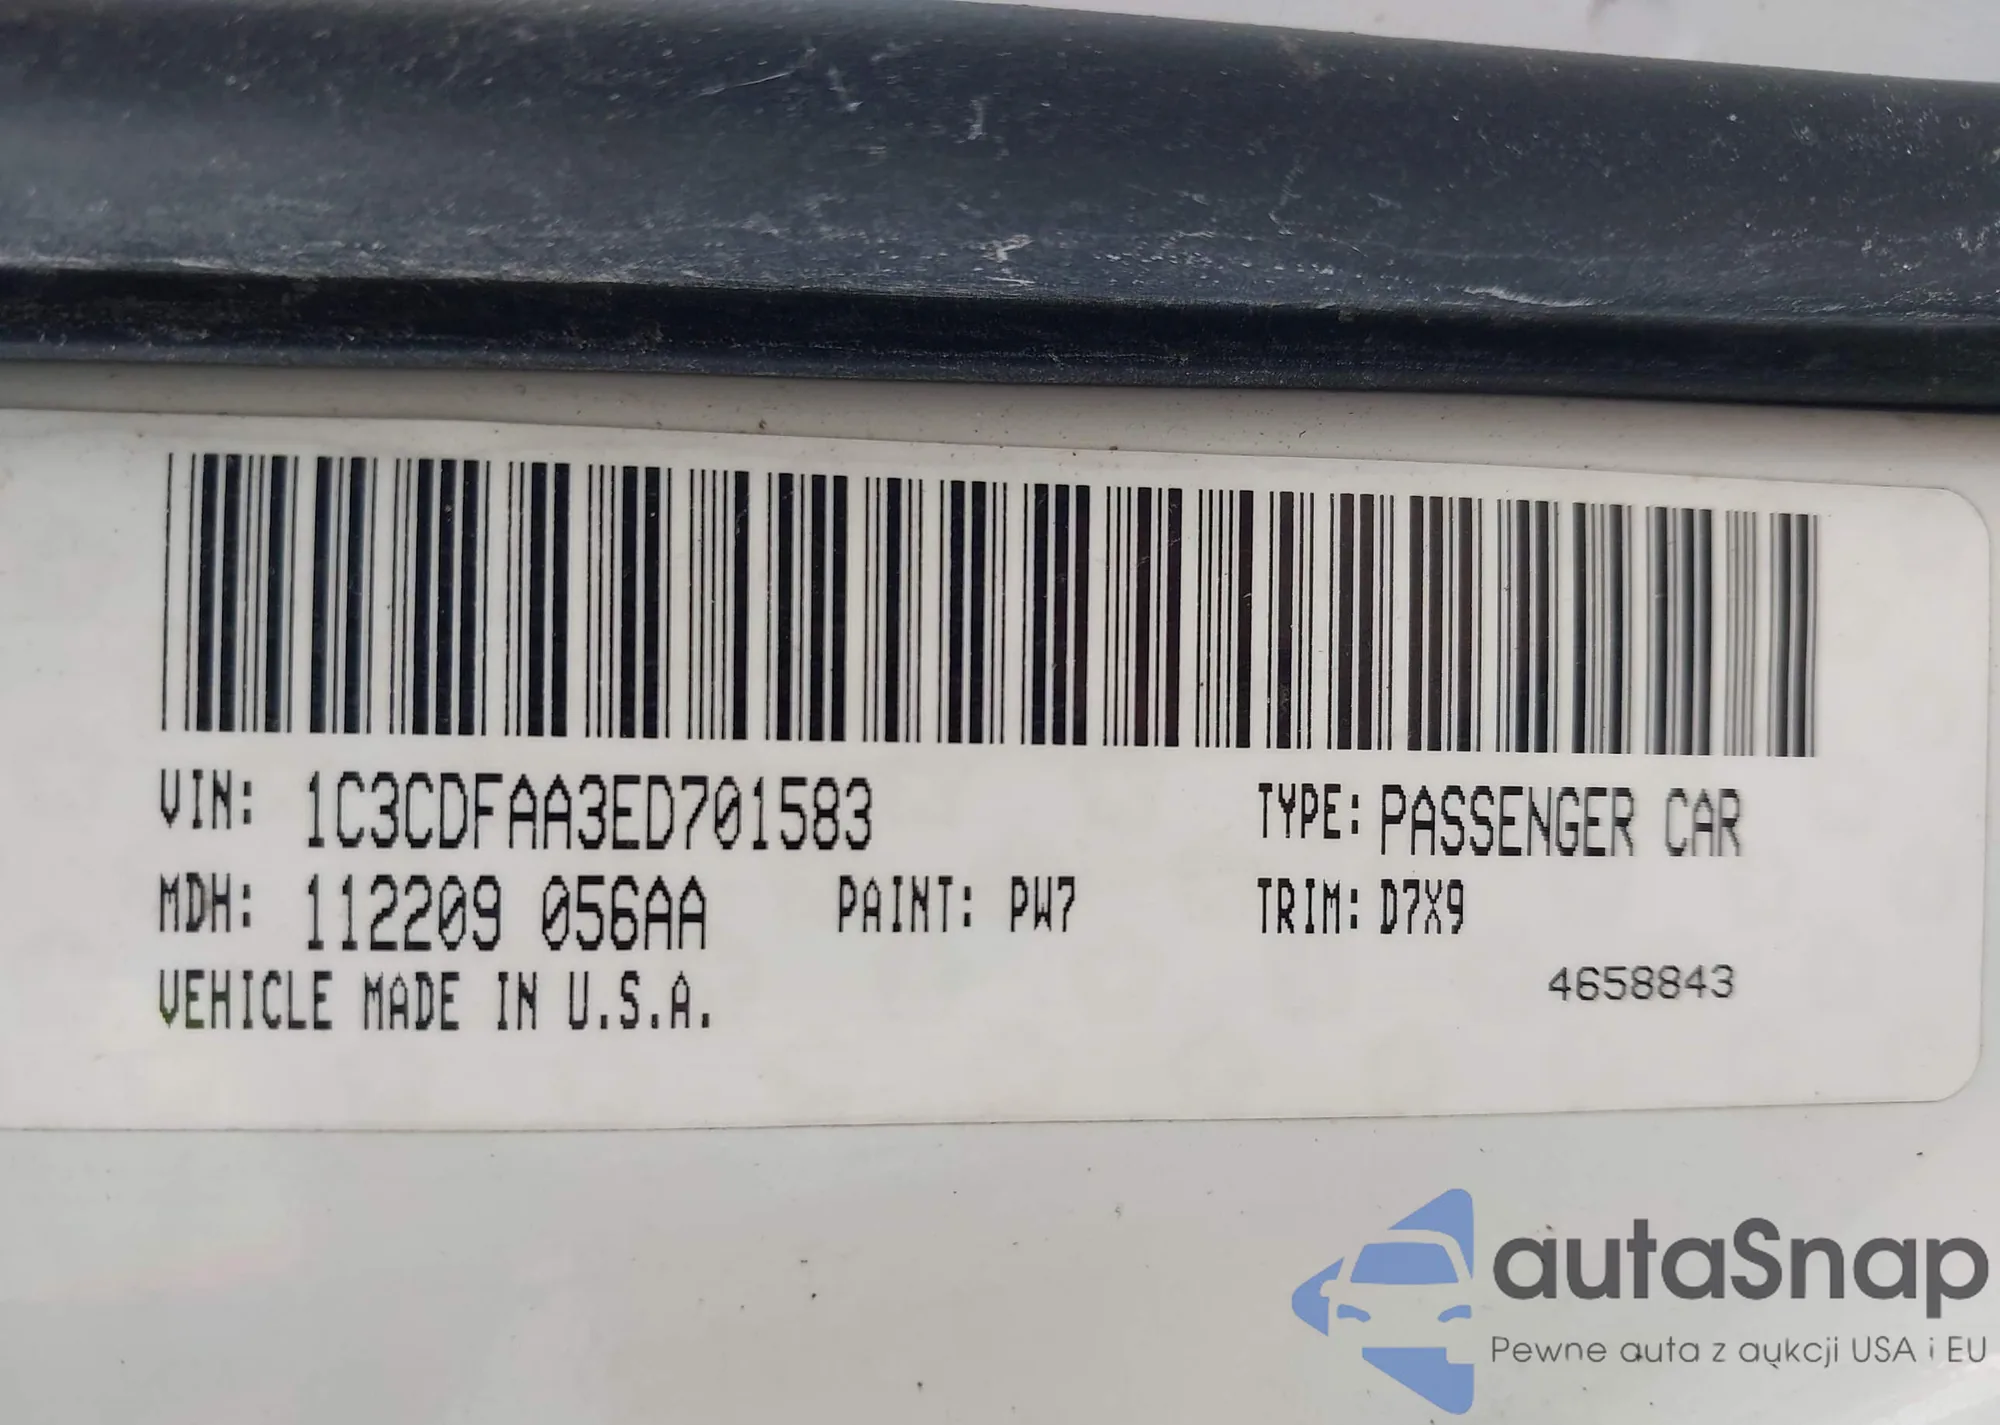 VIN: 1C3CDFAA3ED701583 TYPE: PASSENGER CAR
MDH: 112209 056AA PAINT: PW7 TRIM: D7X9
VEHICLE MADE IN U.S.A. 4658843
autaSnap
Pewne auta z aukcji USA i EU